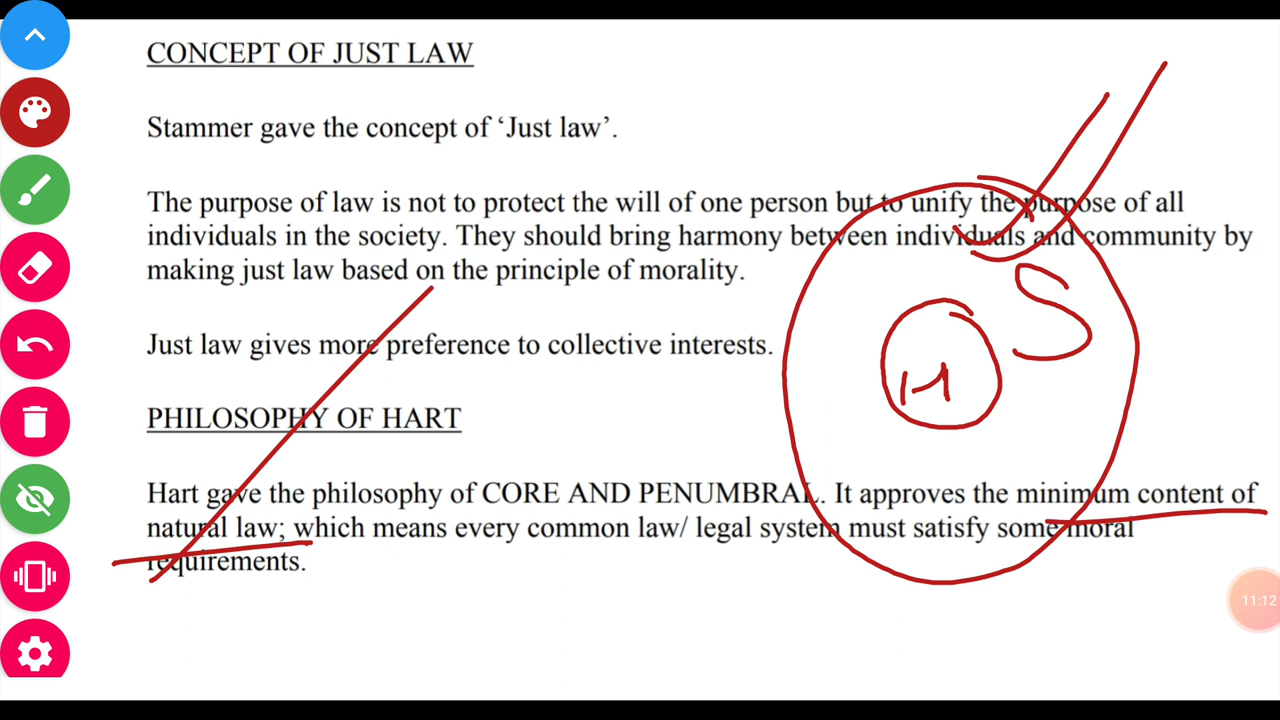 CONCEPT OF JUST LAW
Stammer gave the concept of ‘Just law’.
The purpose of law is not to protect the will of one person but to unify the purpose of all
individuals in the society. They should bring harmony between individuals and community by
making just law based on the principle of morality.
S
Just law gives more preference to collective interests.
H
PHILOSOPHY OF HART
Hart gave the philosophy of CORE AND PENUMBRAL. It approves the minimum content of
natural law; which means every common law/ legal system must satisfy some moral
requirements.
11:12